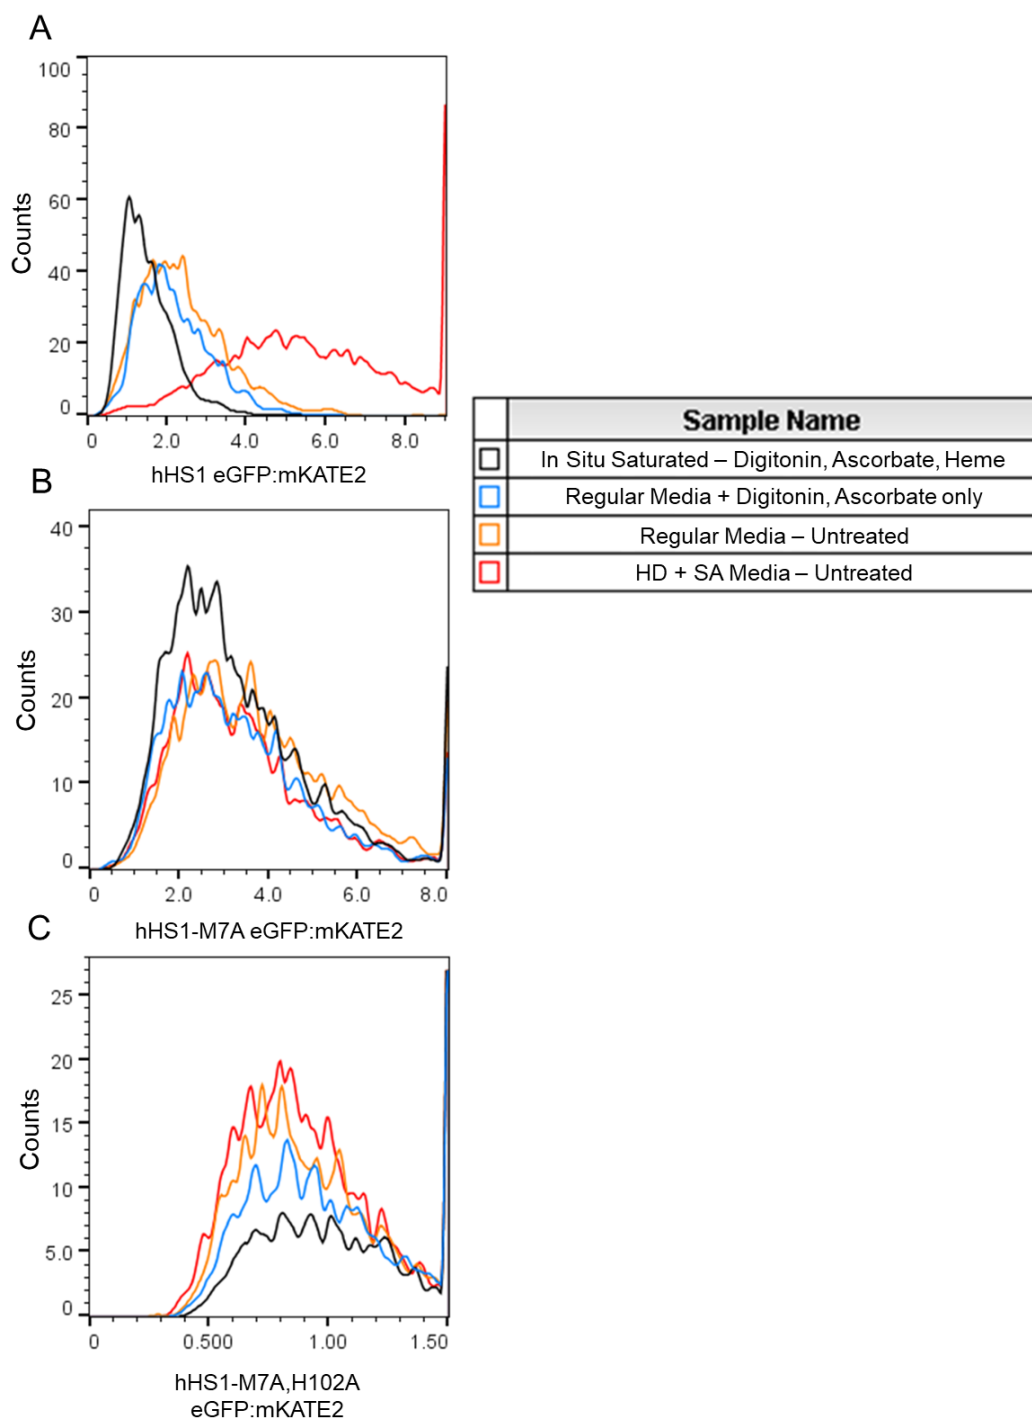 A
100
80
60
40
20
0
Counts
0 2.0 4.0 6.0 8.0
hHS1 eGFP:mKATE2
Sample Name
In Situ Saturated – Digitonin, Ascorbate, Heme
Regular Media + Digitonin, Ascorbate only
Regular Media – Untreated
HD + SA Media – Untreated
B
40
30
20
10
0
Counts
0 2.0 4.0 6.0 8.0
hHS1-M7A eGFP:mKATE2
C
25
20
15
10
5.0
0
Counts
0 0.500 1.00 1.50
hHS1-M7A,H102A
eGFP:mKATE2